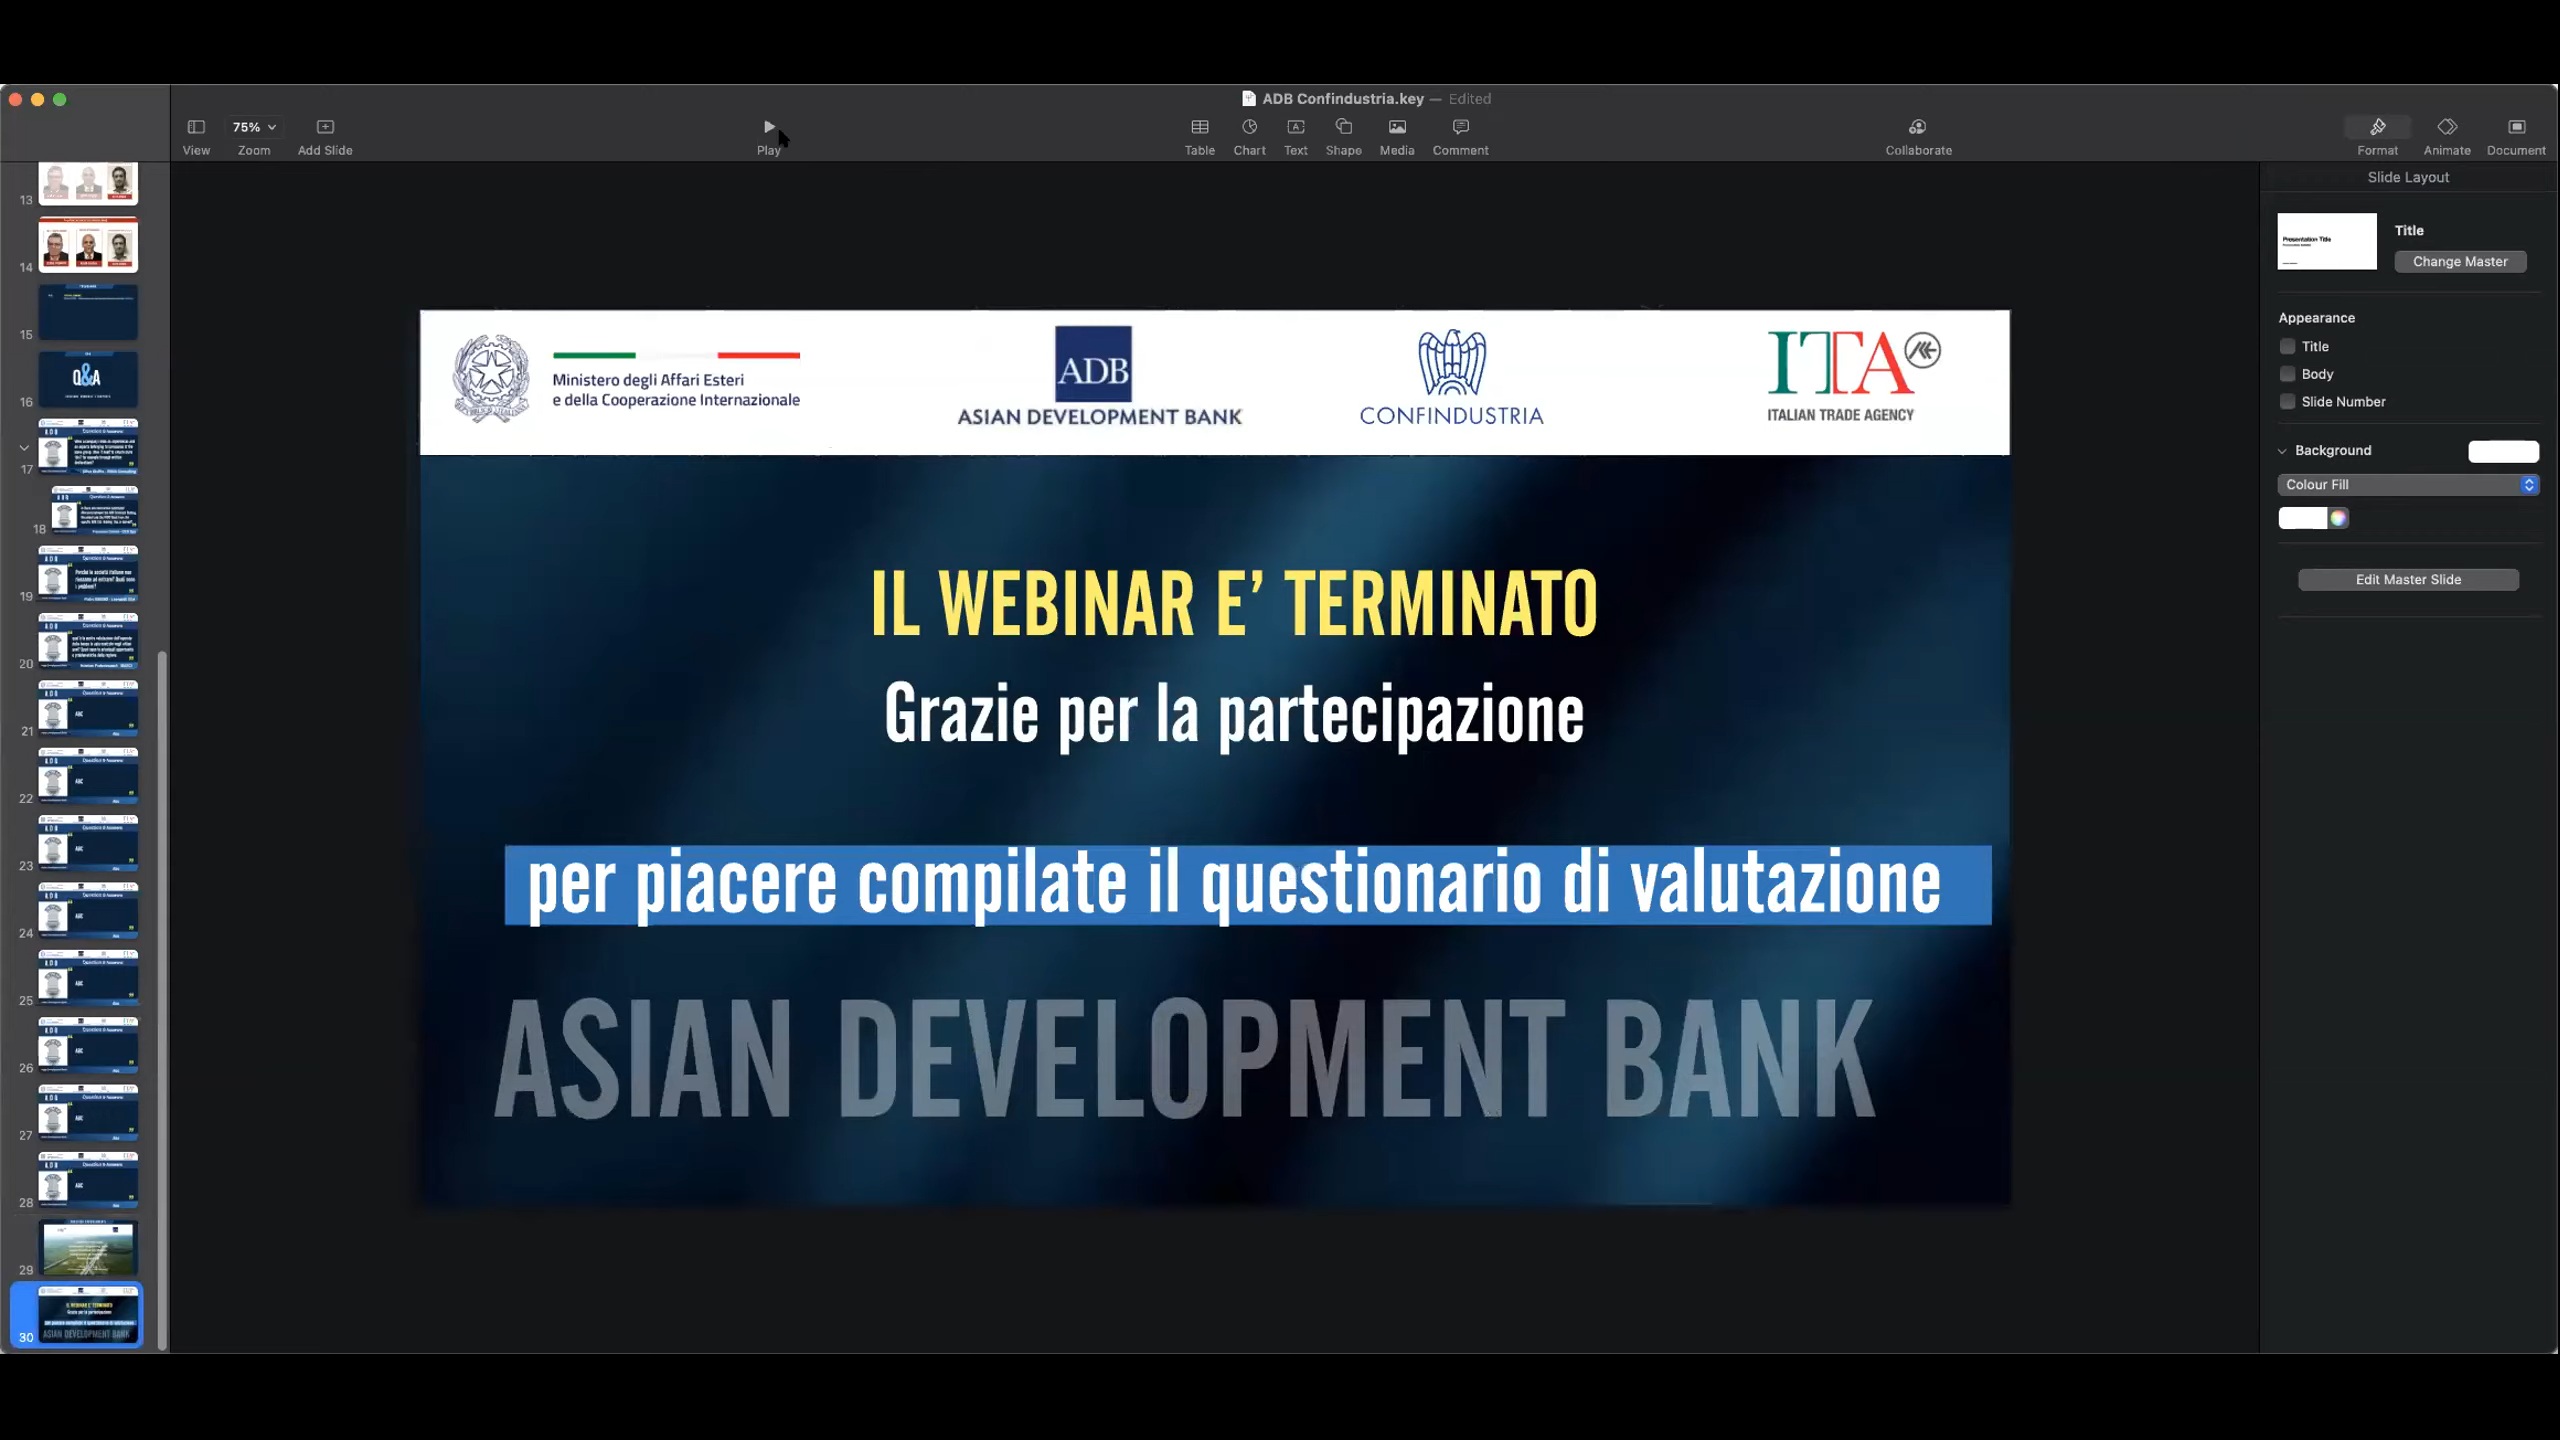 ADB Confindustria.key — Edited
75%
View
Zoom
Add Slide
Play
Table
Chart
Text
Shape
Media
Comment
Collaborate
Format
Animate
Document
13
14
15
16
Q&A
17
18
19
20
21
22
23
24
25
26
27
28
29
30
Ministero degli Affari Esteri
e della Cooperazione Internazionale
ADB
ASIAN DEVELOPMENT BANK
CONFINDUSTRIA
ITA
ITALIAN TRADE AGENCY
IL WEBINAR E’ TERMINATO
Grazie per la partecipazione
per piacere compilate il questionario di valutazione
ASIAN DEVELOPMENT BANK
Slide Layout
Presentation Title
Title
Change Master
Appearance
Title
Body
Slide Number
Background
Colour Fill
Edit Master Slide